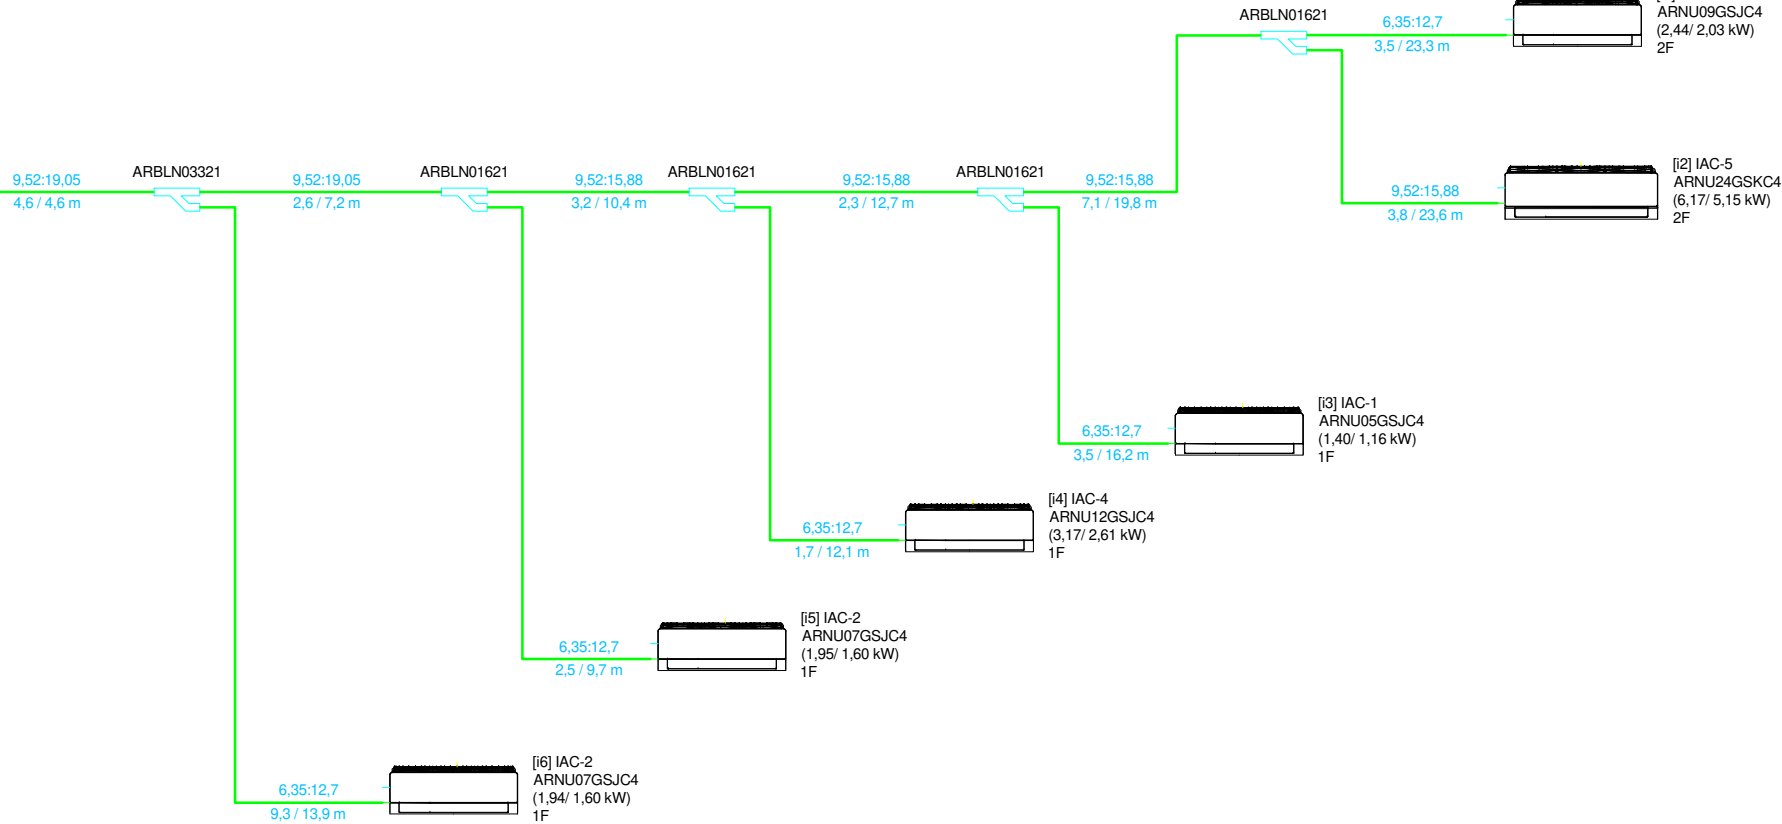 ARBLN01621
6,35:12,7
3,5 / 23,3 m
ARNU09GSJC4
(2,44/ 2,03 kW)
2F
[i2] IAC-5
ARNU24GSKC4
(6,17/ 5,15 kW)
2F
9,52:15,88
3,8 / 23,6 m
9,52:19,05
4,6 / 4,6 m
ARBLN03321
9,52:19,05
2,6 / 7,2 m
ARBLN01621
9,52:15,88
3,2 / 10,4 m
ARBLN01621
9,52:15,88
2,3 / 12,7 m
ARBLN01621
9,52:15,88
7,1 / 19,8 m
6,35:12,7
3,5 / 16,2 m
[i3] IAC-1
ARNU05GSJC4
(1,40/ 1,16 kW)
1F
6,35:12,7
1,7 / 12,1 m
[i4] IAC-4
ARNU12GSJC4
(3,17/ 2,61 kW)
1F
6,35:12,7
2,5 / 9,7 m
[i5] IAC-2
ARNU07GSJC4
(1,95/ 1,60 kW)
1F
6,35:12,7
9,3 / 13,9 m
[i6] IAC-2
ARNU07GSJC4
(1,94/ 1,60 kW)
1F